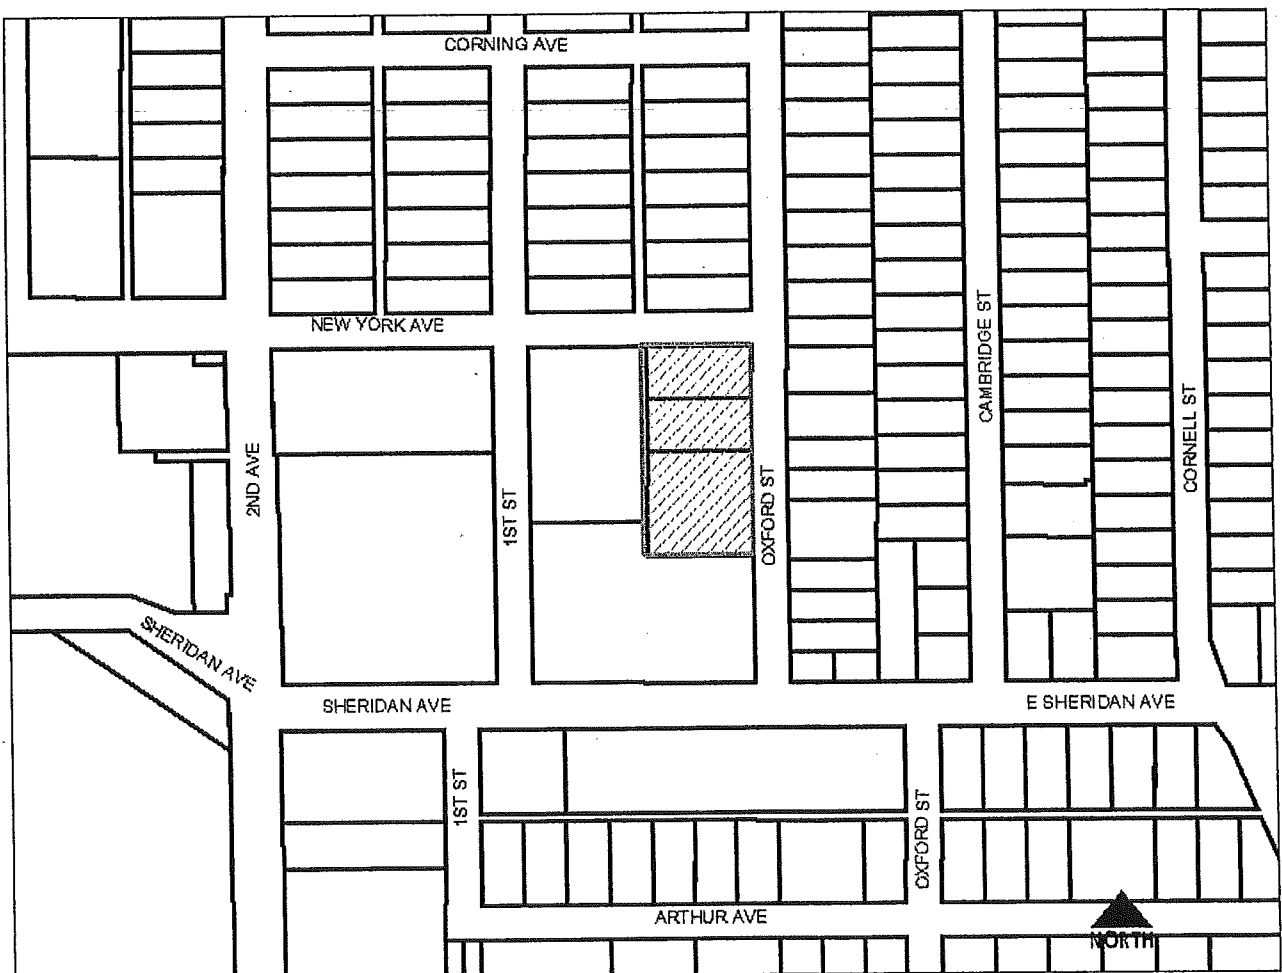 CORNING AVE
NEW YORK AVE
CAMBRIDGE ST
CORNELL ST
2ND AVE
1ST ST
OXFORD ST
SHERIDAN AVE
SHERIDAN AVE
E SHERIDAN AVE
1ST ST
OXFORD ST
ARTHUR AVE
NORTH